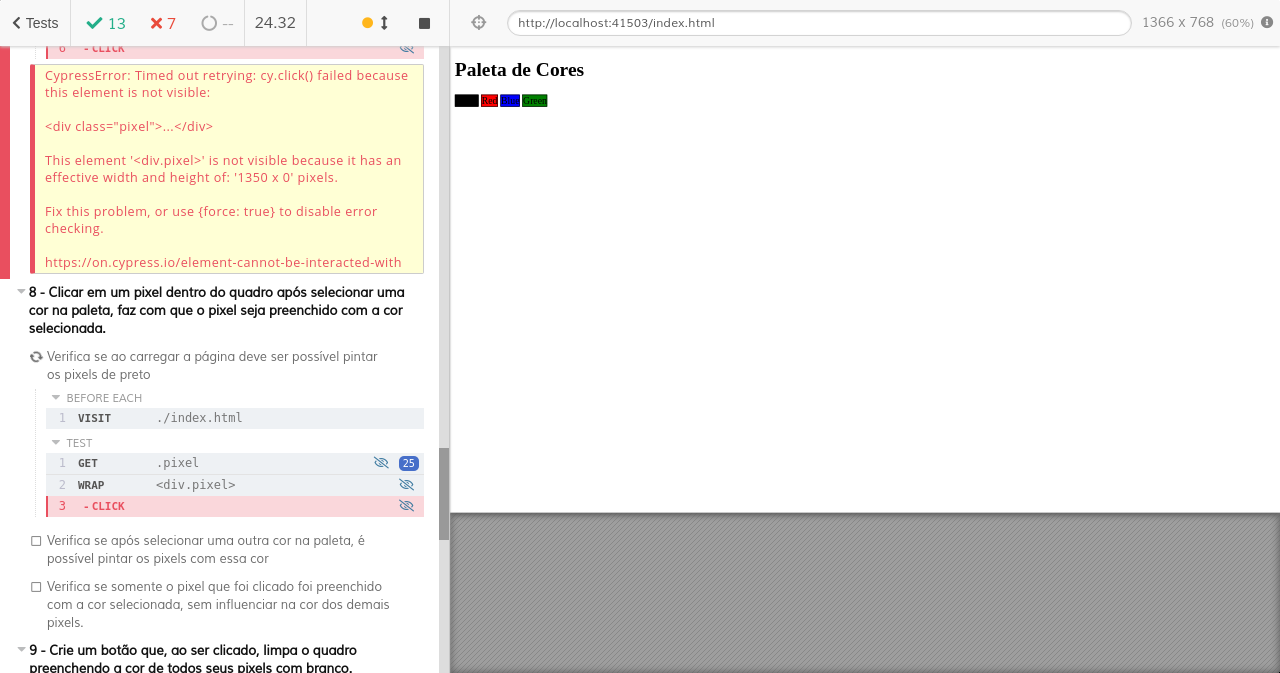 Tests 13 7 -- 24.32
http://localhost:41503/index.html 1366 x 768 (60%)
6 - CLICK
CypressError: Timed out retrying: cy.click() failed because
this element is not visible:
<div class="pixel">...</div>
This element '<div.pixel>' is not visible because it has an
effective width and height of: '1350 x 0' pixels.
Fix this problem, or use {force: true} to disable error
checking.
https://on.cypress.io/element-cannot-be-interacted-with
8 - Clicar em um pixel dentro do quadro após selecionar uma
cor na paleta, faz com que o pixel seja preenchido com a cor
selecionada.
Verifica se ao carregar a página deve ser possível pintar
os pixels de preto
BEFORE EACH
1 VISIT ./index.html
TEST
1 GET .pixel 25
2 WRAP <div.pixel>
3 - CLICK
Verifica se após selecionar uma outra cor na paleta, é
possível pintar os pixels com essa cor
Verifica se somente o pixel que foi clicado foi preenchido
com a cor selecionada, sem influenciar na cor dos demais
pixels.
9 - Crie um botão que, ao ser clicado, limpa o quadro
preenchendo a cor de todos seus pixels com branco.
Paleta de Cores
Red Blue Green